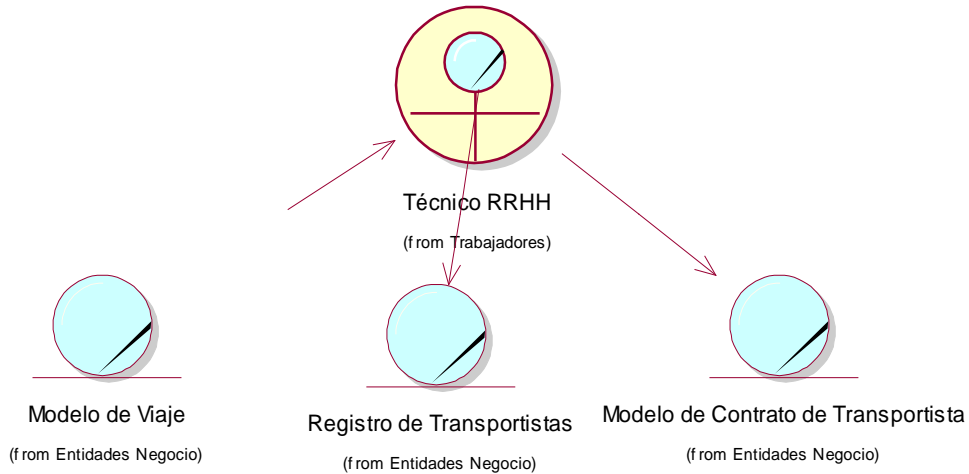 Técnico RRHH
(from Trabajadores)
Modelo de Viaje
(from Entidades Negocio)
Registro de Transportistas
(from Entidades Negocio)
Modelo de Contrato de Transportista
(from Entidades Negocio)